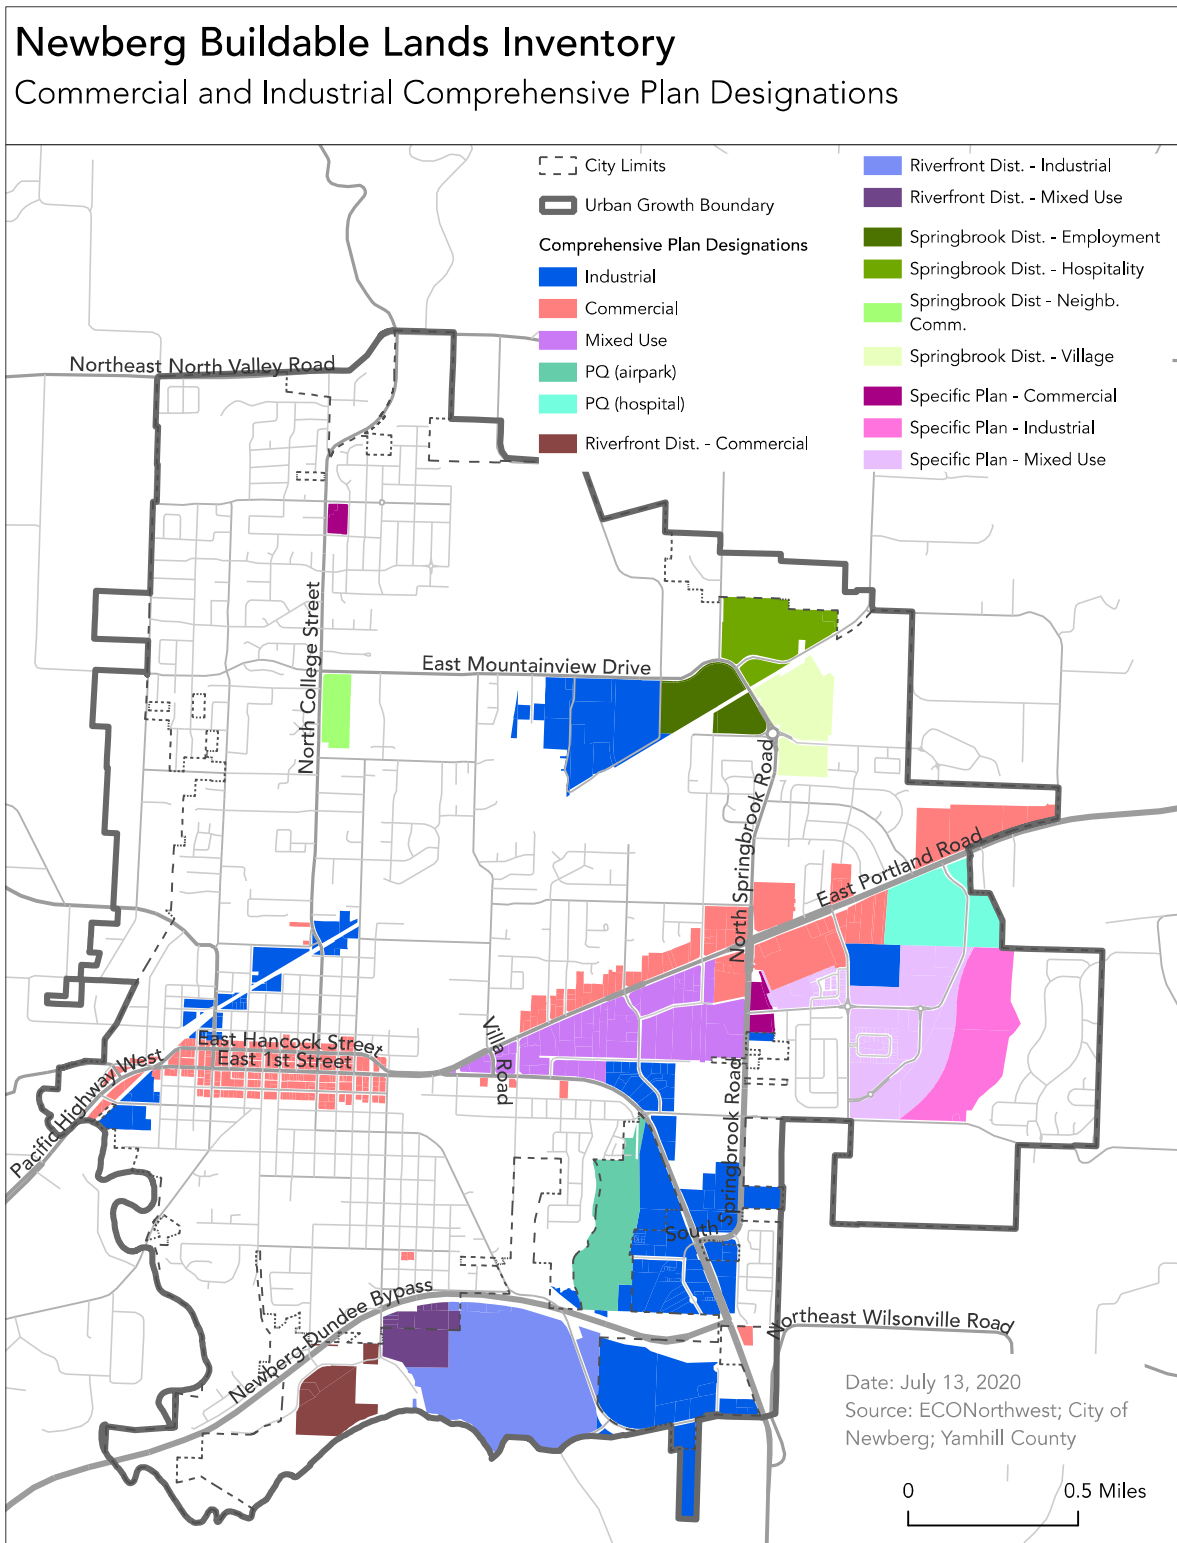 Newberg Buildable Lands Inventory
Commercial and Industrial Comprehensive Plan Designations
City Limits
Urban Growth Boundary
Comprehensive Plan Designations
Industrial
Commercial
Mixed Use
PQ (airpark)
PQ (hospital)
Riverfront Dist. - Commercial
Riverfront Dist. - Industrial
Riverfront Dist. - Mixed Use
Springbrook Dist. - Employment
Springbrook Dist. - Hospitality
Springbrook Dist - Neighb.
Comm.
Springbrook Dist. - Village
Specific Plan - Commercial
Specific Plan - Industrial
Specific Plan - Mixed Use
Northeast North Valley Road
North College Street
East Mountainview Drive
North Springbrook Road
East Portland Road
East Hancock Street
East 1st Street
Villa Road
Pacific Highway West
South Springbrook Road
Newberg-Dundee Bypass
Northeast Wilsonville Road
Date: July 13, 2020
Source: ECONorthwest; City of
Newberg; Yamhill County
0 0.5 Miles